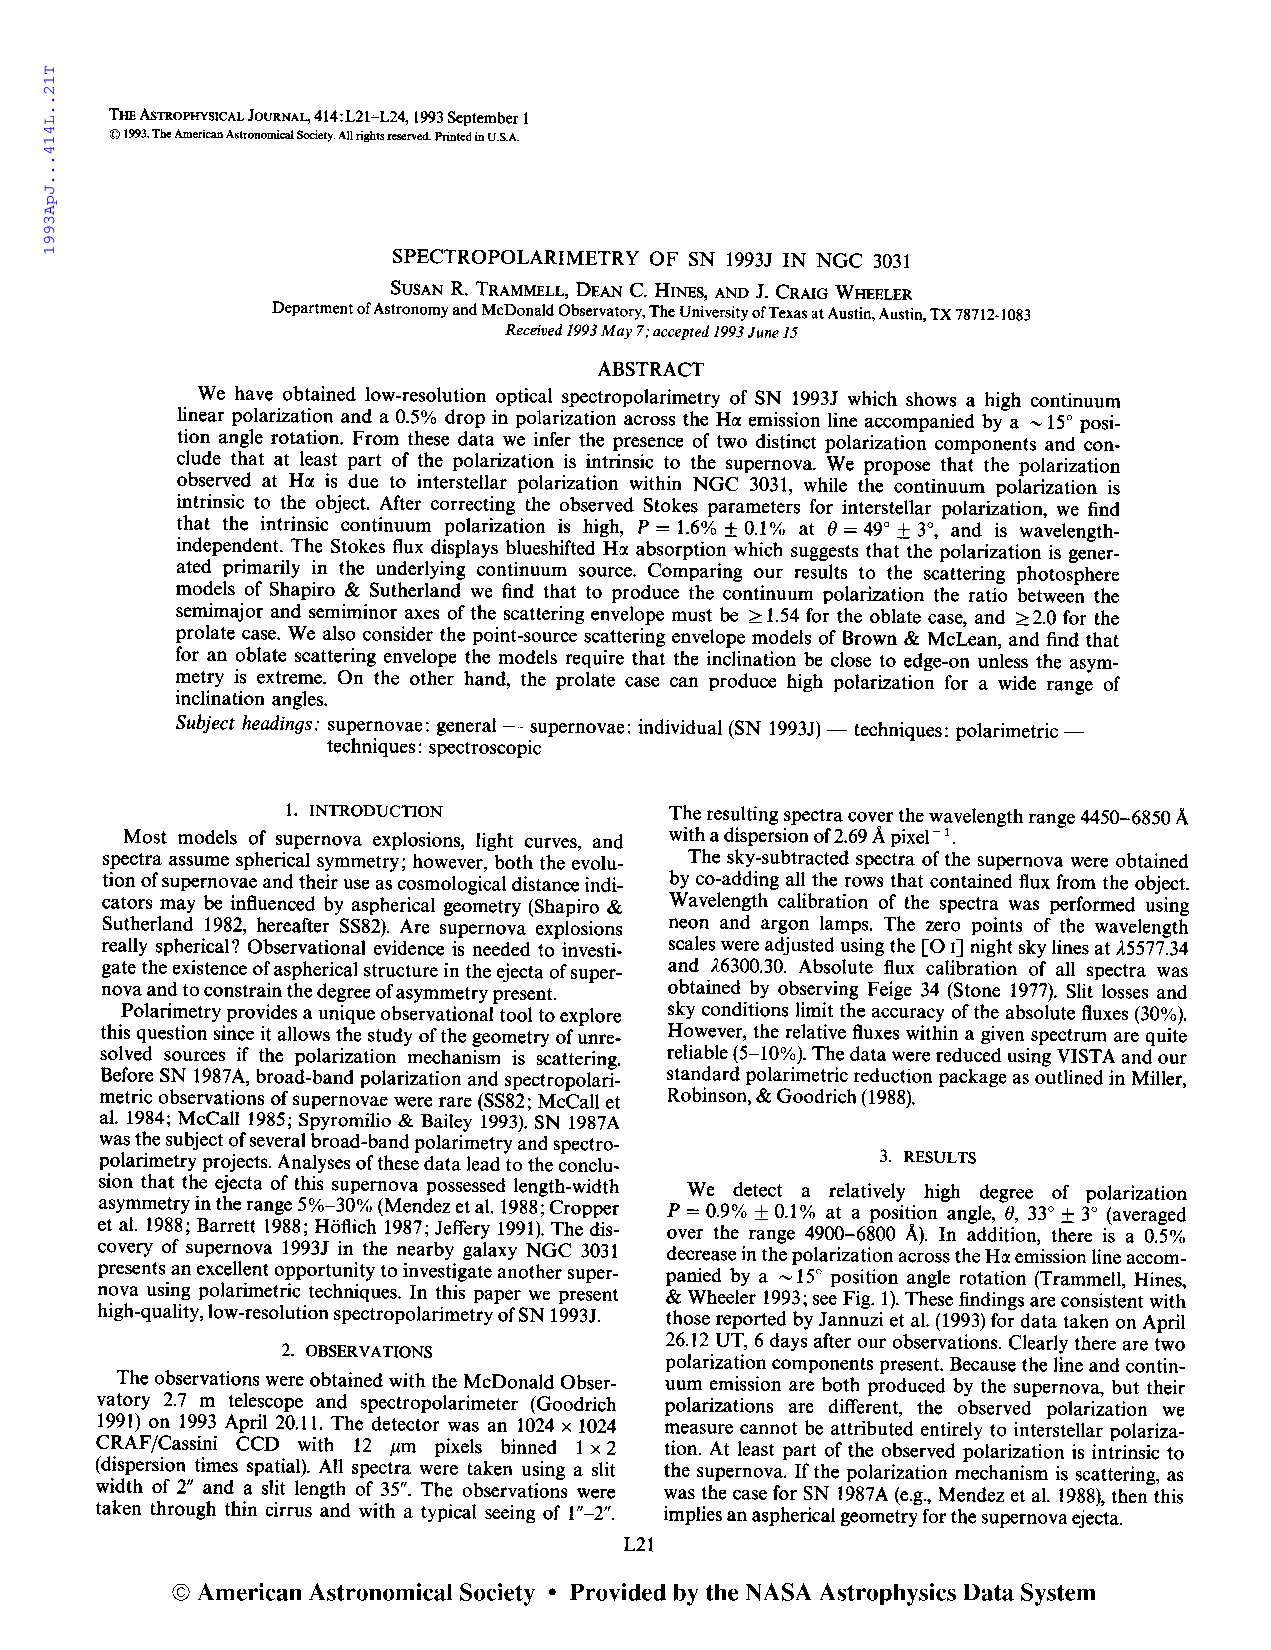 1993ApJ...414L..21T
THE ASTROPHYSICAL JOURNAL, 414:L21–L24, 1993 September 1
© 1993. The American Astronomical Society. All rights reserved. Printed in U.S.A.
SPECTROPOLARIMETRY OF SN 1993J IN NGC 3031
SUSAN R. TRAMMELL, DEAN C. HINES, AND J. CRAIG WHEELER
Department of Astronomy and McDonald Observatory, The University of Texas at Austin, Austin, TX 78712-1083
Received 1993 May 7; accepted 1993 June 15
ABSTRACT
We have obtained low-resolution optical spectropolarimetry of SN 1993J which shows a high continuum
linear polarization and a 0.5% drop in polarization across the Hα emission line accompanied by a ~15° posi-
tion angle rotation. From these data we infer the presence of two distinct polarization components and con-
clude that at least part of the polarization is intrinsic to the supernova. We propose that the polarization
observed at Hα is due to interstellar polarization within NGC 3031, while the continuum polarization is
intrinsic to the object. After correcting the observed Stokes parameters for interstellar polarization, we find
that the intrinsic continuum polarization is high, P = 1.6% ± 0.1% at θ = 49° ± 3°, and is wavelength-
independent. The Stokes flux displays blueshifted Hα absorption which suggests that the polarization is gener-
ated primarily in the underlying continuum source. Comparing our results to the scattering photosphere
models of Shapiro & Sutherland we find that to produce the continuum polarization the ratio between the
semimajor and semiminor axes of the scattering envelope must be ≥1.54 for the oblate case, and ≥2.0 for the
prolate case. We also consider the point-source scattering envelope models of Brown & McLean, and find that
for an oblate scattering envelope the models require that the inclination be close to edge-on unless the asym-
metry is extreme. On the other hand, the prolate case can produce high polarization for a wide range of
inclination angles.
Subject headings: supernovae: general — supernovae: individual (SN 1993J) — techniques: polarimetric —
techniques: spectroscopic
1. INTRODUCTION
Most models of supernova explosions, light curves, and
spectra assume spherical symmetry; however, both the evolu-
tion of supernovae and their use as cosmological distance indi-
cators may be influenced by aspherical geometry (Shapiro &
Sutherland 1982, hereafter SS82). Are supernova explosions
really spherical? Observational evidence is needed to investi-
gate the existence of aspherical structure in the ejecta of super-
nova and to constrain the degree of asymmetry present.
Polarimetry provides a unique observational tool to explore
this question since it allows the study of the geometry of unre-
solved sources if the polarization mechanism is scattering.
Before SN 1987A, broad-band polarization and spectropolari-
metric observations of supernovae were rare (SS82; McCall et
al. 1984; McCall 1985; Spyromilio & Bailey 1993). SN 1987A
was the subject of several broad-band polarimetry and spectro-
polarimetry projects. Analyses of these data lead to the conclu-
sion that the ejecta of this supernova possessed length-width
asymmetry in the range 5%–30% (Mendez et al. 1988; Cropper
et al. 1988; Barrett 1988; Höflich 1987; Jeffery 1991). The dis-
covery of supernova 1993J in the nearby galaxy NGC 3031
presents an excellent opportunity to investigate another super-
nova using polarimetric techniques. In this paper we present
high-quality, low-resolution spectropolarimetry of SN 1993J.
2. OBSERVATIONS
The observations were obtained with the McDonald Obser-
vatory 2.7 m telescope and spectropolarimeter (Goodrich
1991) on 1993 April 20.11. The detector was an 1024 × 1024
CRAF/Cassini CCD with 12 μm pixels binned 1 × 2
(dispersion times spatial). All spectra were taken using a slit
width of 2″ and a slit length of 35″. The observations were
taken through thin cirrus and with a typical seeing of 1″–2″.
The resulting spectra cover the wavelength range 4450–6850 Å
with a dispersion of 2.69 Å pixel⁻¹.
The sky-subtracted spectra of the supernova were obtained
by co-adding all the rows that contained flux from the object.
Wavelength calibration of the spectra was performed using
neon and argon lamps. The zero points of the wavelength
scales were adjusted using the [O I] night sky lines at λ5577.34
and λ6300.30. Absolute flux calibration of all spectra was
obtained by observing Feige 34 (Stone 1977). Slit losses and
sky conditions limit the accuracy of the absolute fluxes (30%).
However, the relative fluxes within a given spectrum are quite
reliable (5–10%). The data were reduced using VISTA and our
standard polarimetric reduction package as outlined in Miller,
Robinson, & Goodrich (1988).
3. RESULTS
We detect a relatively high degree of polarization
P = 0.9% ± 0.1% at a position angle, θ, 33° ± 3° (averaged
over the range 4900–6800 Å). In addition, there is a 0.5%
decrease in the polarization across the Hα emission line accom-
panied by a ~15° position angle rotation (Trammell, Hines,
& Wheeler 1993; see Fig. 1). These findings are consistent with
those reported by Jannuzi et al. (1993) for data taken on April
26.12 UT, 6 days after our observations. Clearly there are two
polarization components present. Because the line and contin-
uum emission are both produced by the supernova, but their
polarizations are different, the observed polarization we
measure cannot be attributed entirely to interstellar polariza-
tion. At least part of the observed polarization is intrinsic to
the supernova. If the polarization mechanism is scattering, as
was the case for SN 1987A (e.g., Mendez et al. 1988), then this
implies an aspherical geometry for the supernova ejecta.
L21
© American Astronomical Society • Provided by the NASA Astrophysics Data System